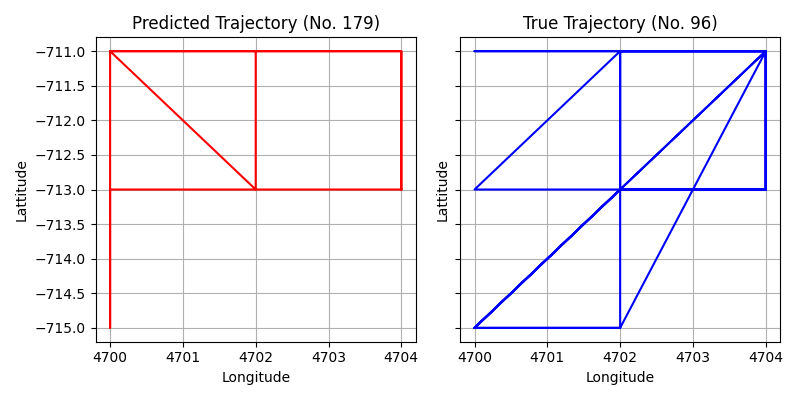 Predicted Trajectory (No. 179)
Lattitude
−711.0
−711.5
−712.0
−712.5
−713.0
−713.5
−714.0
−714.5
−715.0
4700 4701 4702 4703 4704
Longitude
True Trajectory (No. 96)
Lattitude
4700 4701 4702 4703 4704
Longitude